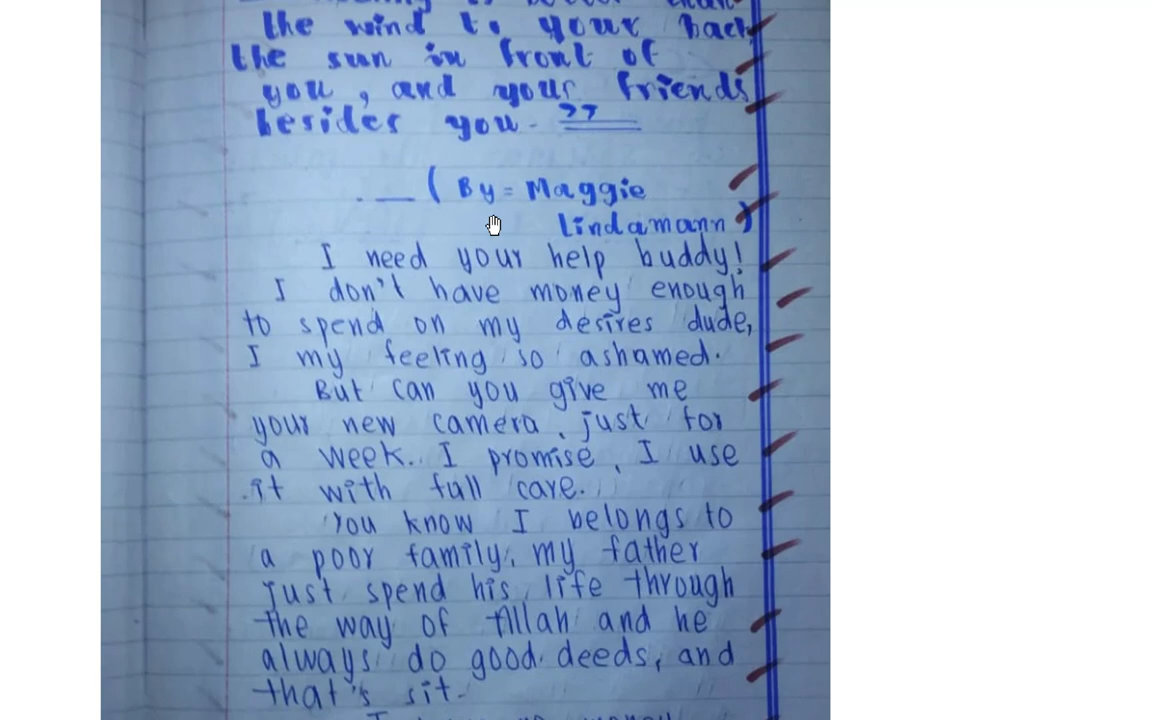 the wind to your back
the sun in front of
you, and your friends
besides you- ”
__ ( By = Maggie
lindamann )
I need your help buddy!
I don't have money enough
to spend on my desires dude,
I my feeling so ashamed.
But can you give me
your new camera, just for
a week. I promise, I use
it with full care.
You know I belongs to
a poor family, my father
just spend his life through
the way of Allah and he
always do good deeds, and
that's sit.